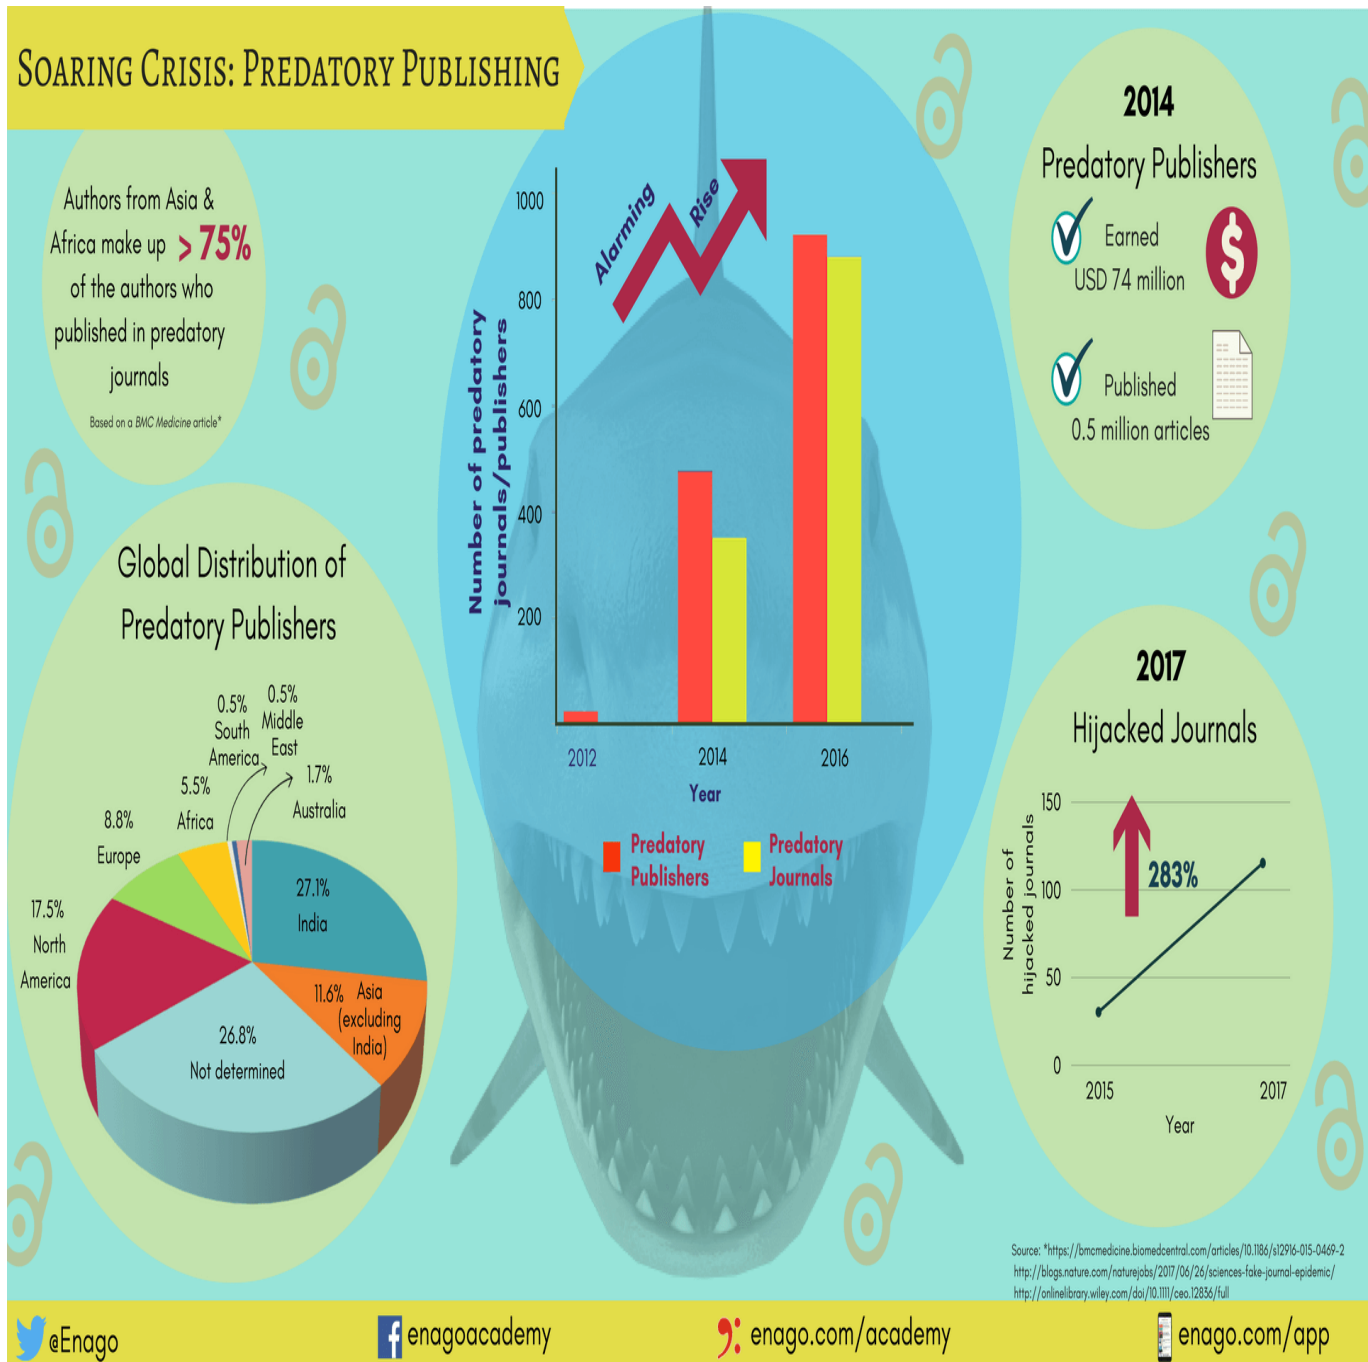 SOARING CRISIS: PREDATORY PUBLISHING
Authors from Asia &
Africa make up > 75%
of the authors who
published in predatory
journals
Based on a BMC Medicine article*
Global Distribution of
Predatory Publishers
0.5%
South
America
0.5%
Middle
East
1.7%
Australia
5.5%
Africa
8.8%
Europe
17.5%
North
America
27.1%
India
11.6% Asia
(excluding
India)
26.8%
Not determined
Alarming Rise
Number of predatory
journals/publishers
1000
800
600
400
200
2012
2014
2016
Year
Predatory
Publishers
Predatory
Journals
2014
Predatory Publishers
Earned
USD 74 million
$
Published
0.5 million articles
2017
Hijacked Journals
Number of
hijacked journals
150
100
50
0
283%
2015
2017
Year
Source: *https://bmcmedicine.biomedcentral.com/articles/10.1186/s12916-015-0469-2
http://blogs.nature.com/naturejobs/2017/06/26/sciences-fake-journal-epidemic/
http://onlinelibrary.wiley.com/doi/10.1111/ceo.12836/full
@Enago
enagoacademy
enago.com/academy
enago.com/app